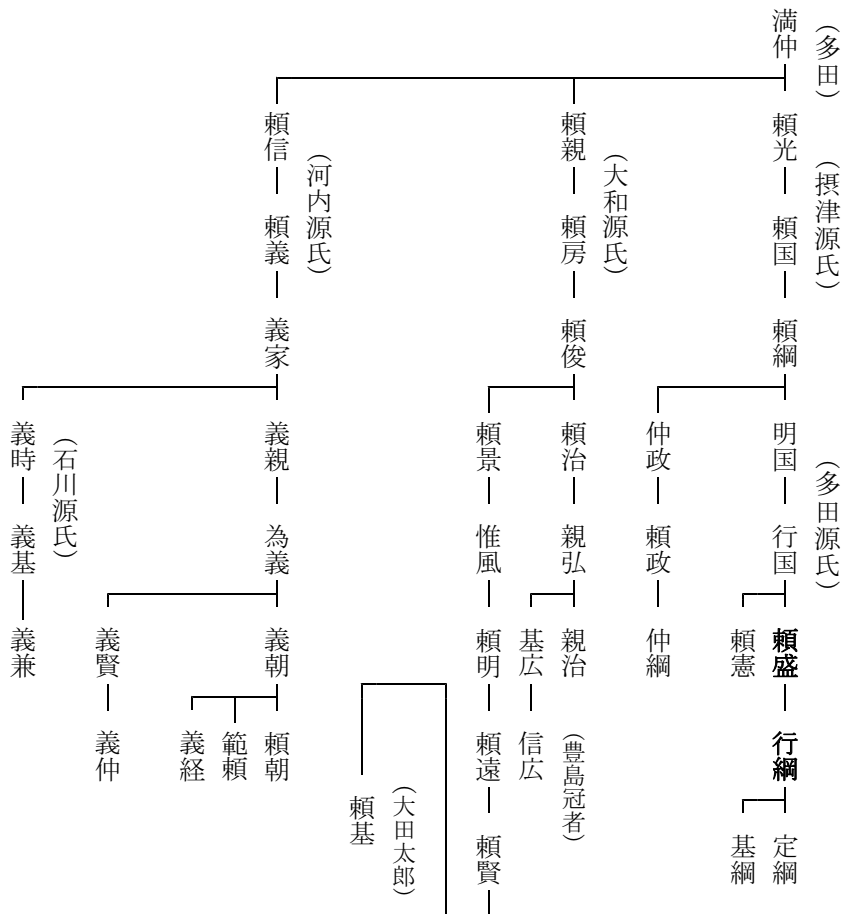 （多田）
満仲
頼光
（摂津源氏）
頼国
頼綱
明国
（多田源氏）
行国
頼盛
行綱
定綱
基綱
頼憲
仲政
頼政
仲綱
頼親
（大和源氏）
頼房
頼俊
頼治
親弘
親治
（豊島冠者）
基広
信広
頼景
惟風
頼明
頼遠
頼賢
（大田太郎）
頼基
頼信
（河内源氏）
頼義
義家
義親
為義
義朝
頼朝
範頼
義経
義賢
義仲
義時
（石川源氏）
義基
義兼